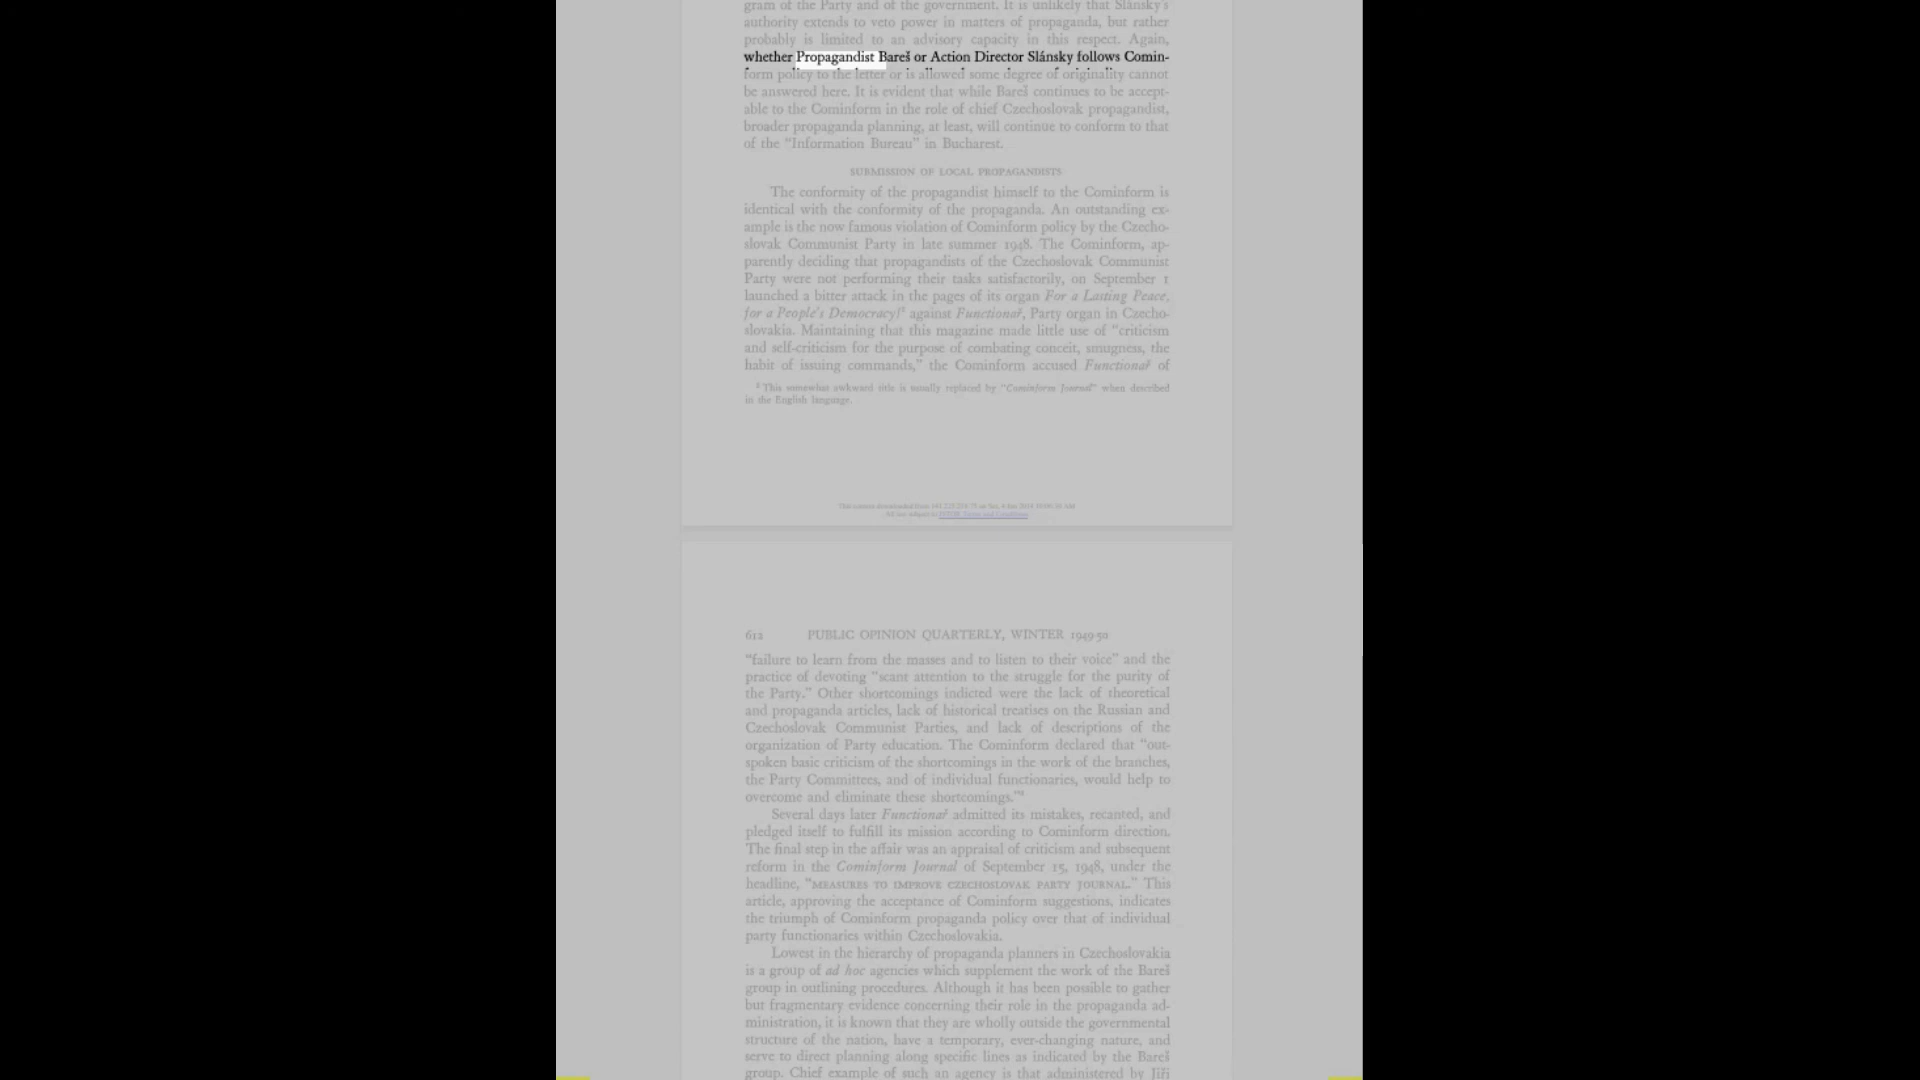 gram of the Party and of the government. It is unlikely that Slánský's
authority extends to veto power in matters of propaganda, but rather
probably is limited to an advisory capacity in this respect. Again,
whether Propagandist Bareš or Action Director Slánsky follows Comin-
form policy to the letter or is allowed some degree of originality cannot
be answered here. It is evident that while Bareš continues to be accept-
able to the Cominform in the role of chief Czechoslovak propagandist,
broader propaganda planning, at least, will continue to conform to that
of the "Information Bureau" in Bucharest.
SUBMISSION OF LOCAL PROPAGANDISTS
The conformity of the propagandist himself to the Cominform is
identical with the conformity of the propaganda. An outstanding ex-
ample is the now famous violation of Cominform policy by the Czecho-
slovak Communist Party in late summer 1948. The Cominform, ap-
parently deciding that propagandists of the Czechoslovak Communist
Party were not performing their tasks satisfactorily, on September 1
launched a bitter attack in the pages of its organ For a Lasting Peace,
for a People's Democracy!² against Functionař, Party organ in Czecho-
slovakia. Maintaining that this magazine made little use of "criticism
and self-criticism for the purpose of combating conceit, smugness, the
habit of issuing commands," the Cominform accused Functionař of
² This somewhat awkward title is usually replaced by "Cominform Journal" when described
in the English language.
This content downloaded from
All use subject to JSTOR Terms and Conditions
612 PUBLIC OPINION QUARTERLY, WINTER 1949-50
"failure to learn from the masses and to listen to their voice" and the
practice of devoting "scant attention to the struggle for the purity of
the Party." Other shortcomings indicted were the lack of theoretical
and propaganda articles, lack of historical treatises on the Russian and
Czechoslovak Communist Parties, and lack of descriptions of the
organization of Party education. The Cominform declared that "out-
spoken basic criticism of the shortcomings in the work of the branches,
the Party Committees, and of individual functionaries, would help to
overcome and eliminate these shortcomings."
Several days later Functionař admitted its mistakes, recanted, and
pledged itself to fulfill its mission according to Cominform direction.
The final step in the affair was an appraisal of criticism and subsequent
reform in the Cominform Journal of September 15, 1948, under the
headline, "MEASURES TO IMPROVE CZECHOSLOVAK PARTY JOURNAL." This
article, approving the acceptance of Cominform suggestions, indicates
the triumph of Cominform propaganda policy over that of individual
party functionaries within Czechoslovakia.
Lowest in the hierarchy of propaganda planners in Czechoslovakia
is a group of ad hoc agencies which supplement the work of the Bareš
group in outlining procedures. Although it has been possible to gather
but fragmentary evidence concerning their role in the propaganda ad-
ministration, it is known that they are wholly outside the governmental
structure of the nation, have a temporary, ever-changing nature, and
serve to direct planning along specific lines as indicated by the Bareš
group. Chief example of such an agency is that administered by Jiří